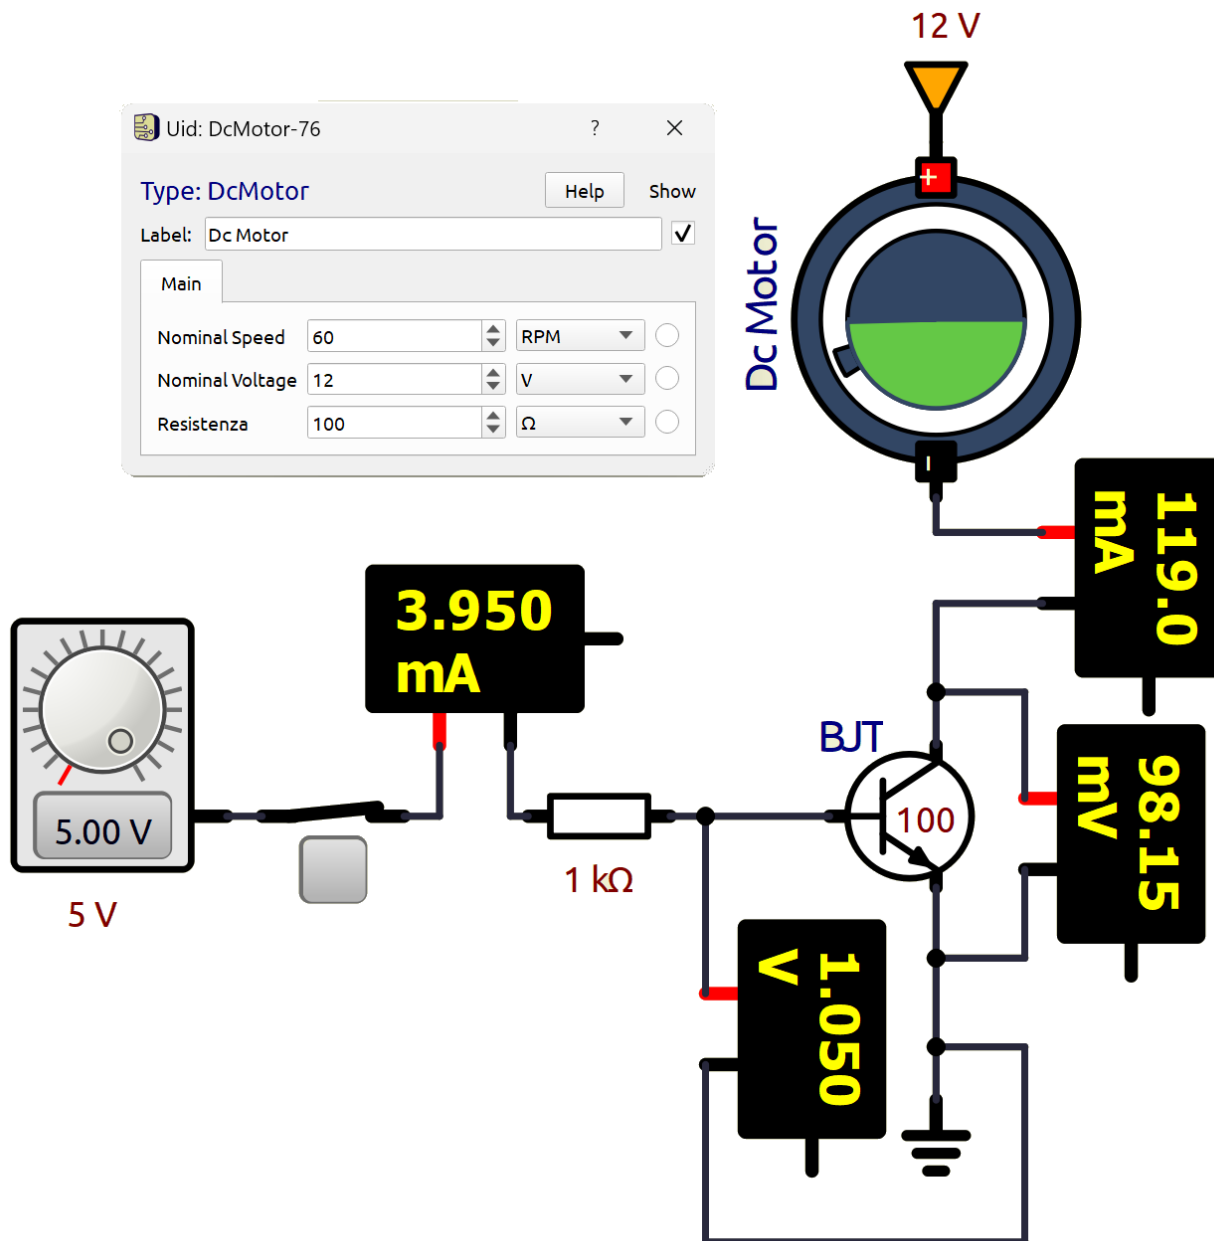 12 V
Uid: DcMotor-76
?
Type: DcMotor
Help
Show
Label:
Dc Motor
Main
Nominal Speed
60
RPM
Nominal Voltage
12
V
Resistenza
100
Ω
+
Dc Motor
−
119.0
mA
3.950
mA
5.00 V
5 V
1 kΩ
BJT
100
98.15
mV
1.050
V